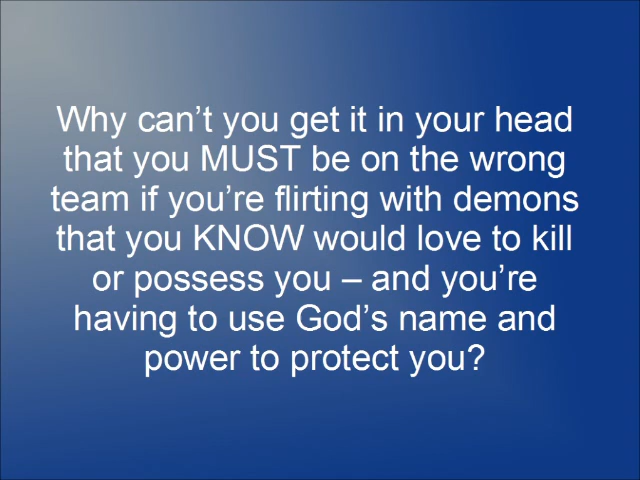 Why can’t you get it in your head
that you MUST be on the wrong
team if you’re flirting with demons
that you KNOW would love to kill
or possess you – and you’re
having to use God’s name and
power to protect you?